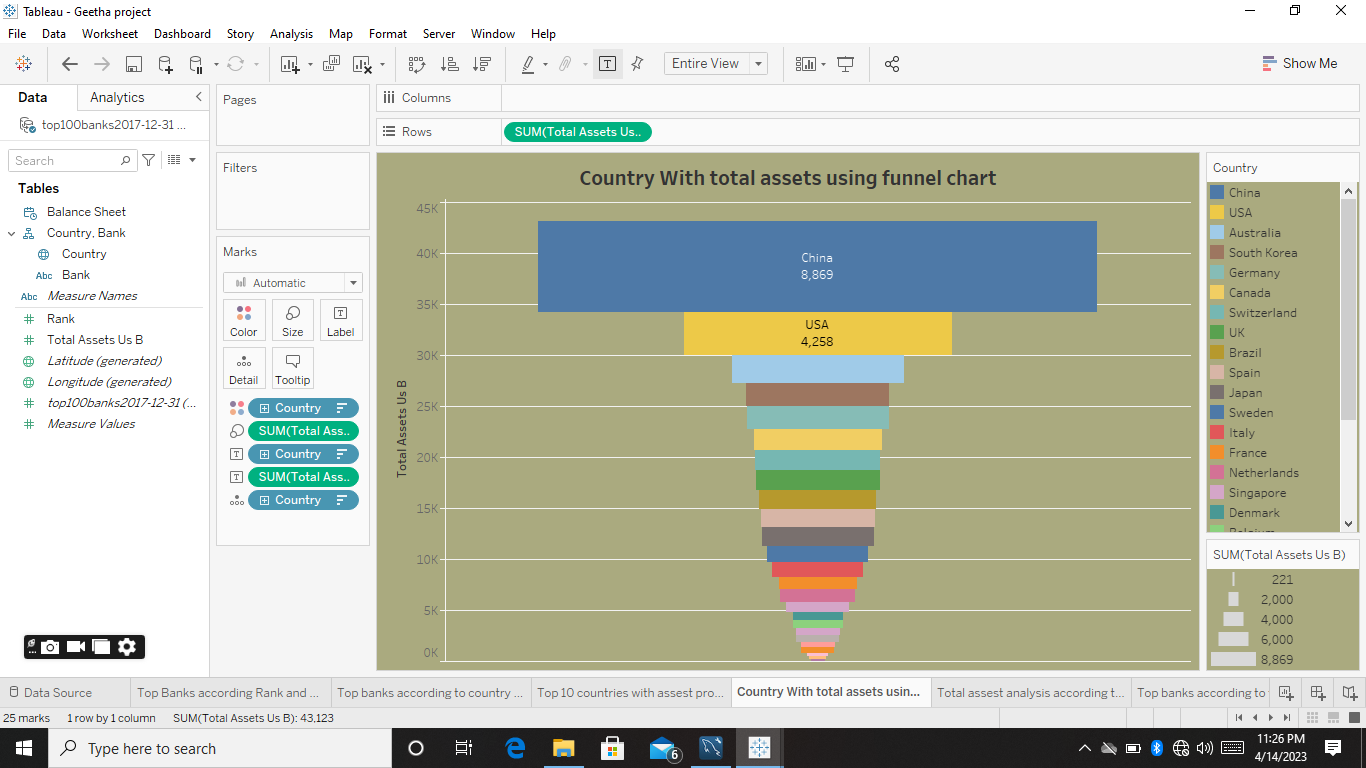 Tableau - Geetha project
File Data Worksheet Dashboard Story Analysis Map Format Server Window Help
Entire View
Show Me
Data Analytics
top100banks2017-12-31 ...
Search
Tables
Balance Sheet
Country, Bank
Country
Abc Bank
Abc Measure Names
Rank
Total Assets Us B
Latitude (generated)
Longitude (generated)
top100banks2017-12-31 (...
Measure Values
Pages
Filters
Marks
Automatic
Color Size Label
Detail Tooltip
Country
SUM(Total Ass..
Country
SUM(Total Ass..
Country
Columns
Rows SUM(Total Assets Us..
Country With total assets using funnel chart
Total Assets Us B
45K
40K
35K
30K
25K
20K
15K
10K
5K
0K
China
8,869
USA
4,258
Country
China
USA
Australia
South Korea
Germany
Canada
Switzerland
UK
Brazil
Spain
Japan
Sweden
Italy
France
Netherlands
Singapore
Denmark
Belgium
SUM(Total Assets Us B)
221
2,000
4,000
6,000
8,869
Data Source Top Banks according Rank and ... Top banks according to country ... Top 10 countries with assest pro... Country With total assets usin... Total assest analysis according t... Top banks according to
25 marks 1 row by 1 column SUM(Total Assets Us B): 43,123
Type here to search
6
11:26 PM
4/14/2023